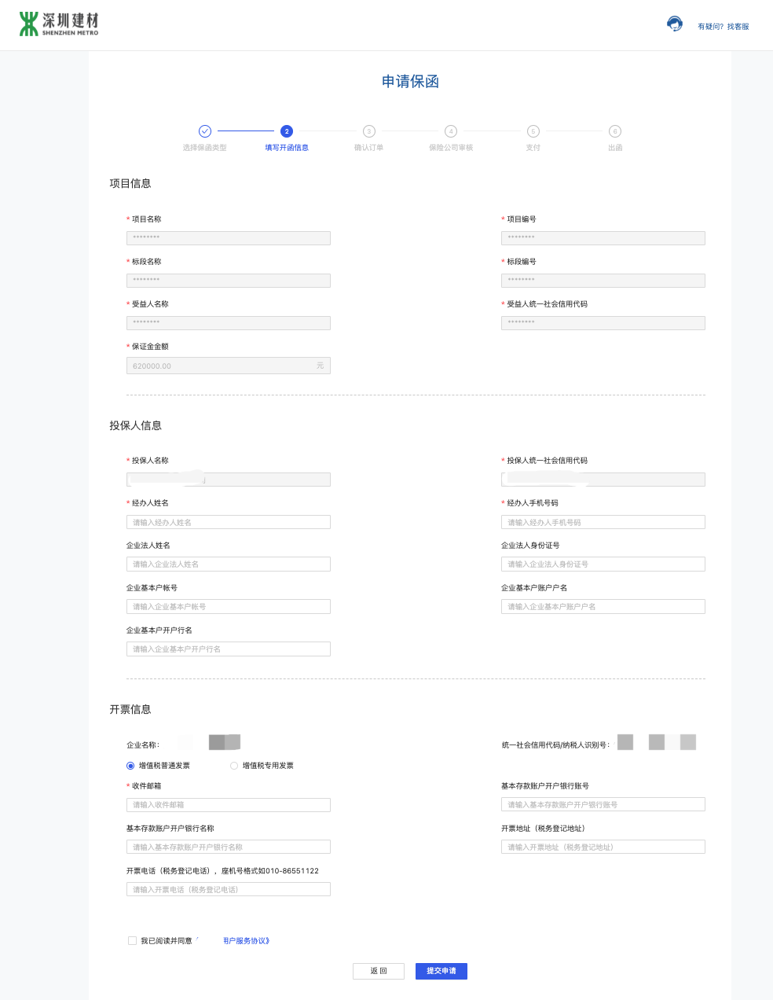 深圳建材
SHENZHEN METRO
有疑问？找客服
申请保函
2 3 4 5 6
选择保函类型 填写开函信息 确认订单 保险公司审核 支付 出函
项目信息
* 项目名称 * 项目编号
******** ********
* 标段名称 * 标段编号
******** ********
* 受益人名称 * 受益人统一社会信用代码
******** ********
* 保证金金额
620000.00 元
投保人信息
* 投保人名称 * 投保人统一社会信用代码
* 经办人姓名 * 经办人手机号码
请输入经办人姓名 请输入经办人手机号码
企业法人姓名 企业法人身份证号
请输入企业法人姓名 请输入企业法人身份证号
企业基本户帐号 企业基本户账户户名
请输入企业基本户帐号 请输入企业基本户账户户名
企业基本户开户行名
请输入企业基本户开户行名
开票信息
企业名称： 统一社会信用代码/纳税人识别号：
增值税普通发票 增值税专用发票
* 收件邮箱 基本存款账户开户银行账号
请输入收件邮箱 请输入基本存款账户开户银行账号
基本存款账户开户银行名称 开票地址（税务登记地址）
请输入基本存款账户开户银行名称 请输入开票地址（税务登记地址）
开票电话（税务登记电话），座机号格式如010-86551122
请输入开票电话（税务登记电话）
我已阅读并同意 用户服务协议》
返 回 提交申请